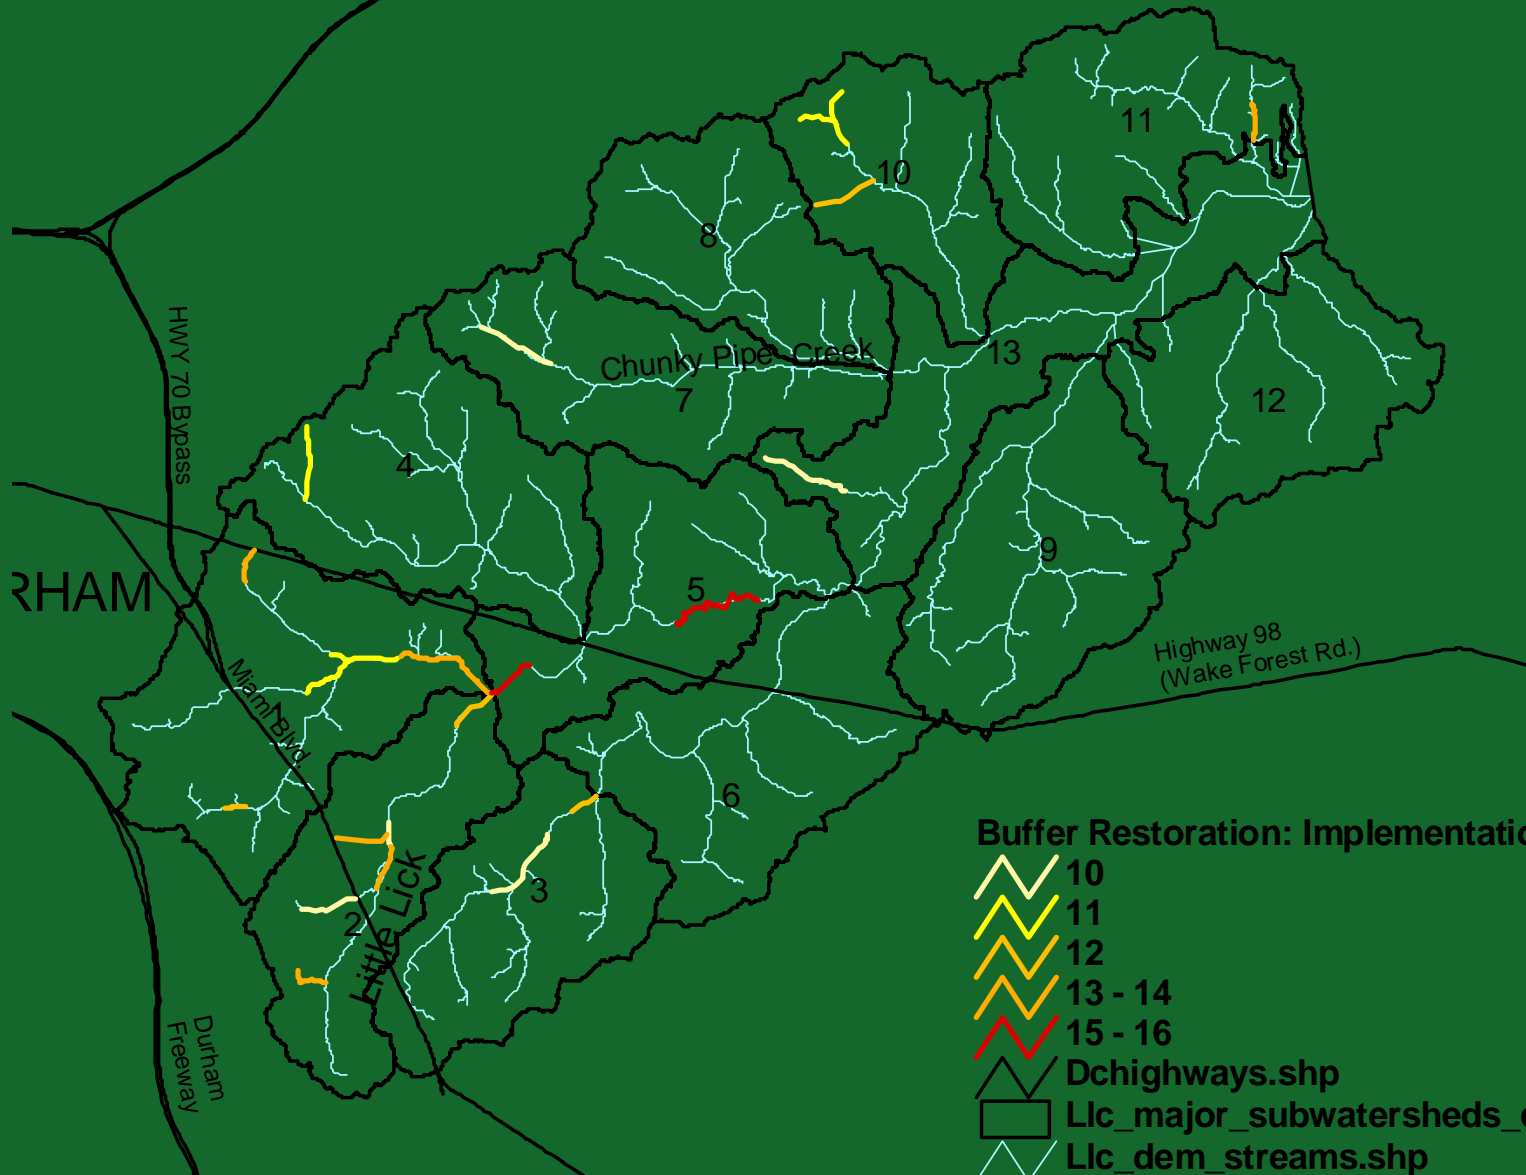 11
10
8
HWY 70 Bypass
Chunky Pipe Creek
13
7
12
4
9
5
RHAM
Highway 98
(Wake Forest Rd.)
Miami Blvd.
1
6
3
2
Little Lick
Durham
Freeway
Buffer Restoration: Implementatio
10
11
12
13 - 14
15 - 16
Dchighways.shp
Llc_major_subwatersheds_
Llc_dem_streams.shp